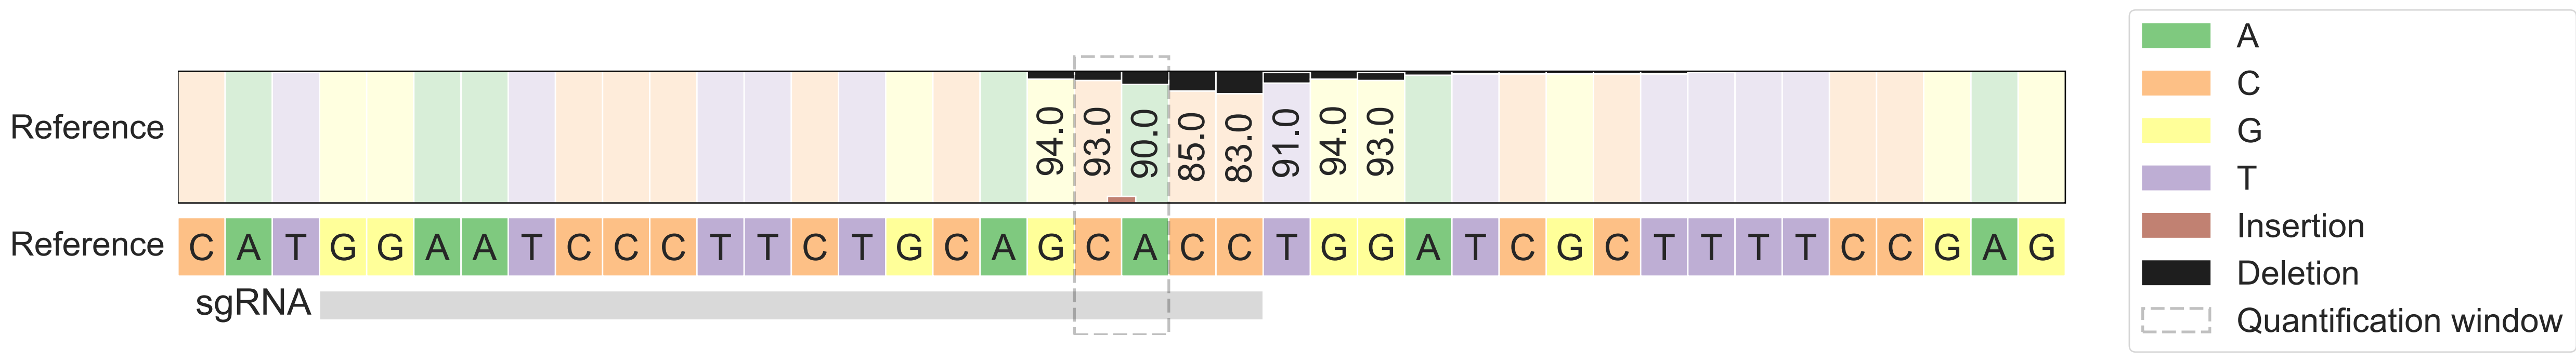 Reference
94.0 93.0 90.0 85.0 83.0 91.0 94.0 93.0
Reference C A T G G A A T C C C T T C T G C A G C A C C T G G A T C G C T T T T C C G A G
sgRNA
A
C
G
T
Insertion
Deletion
Quantification window